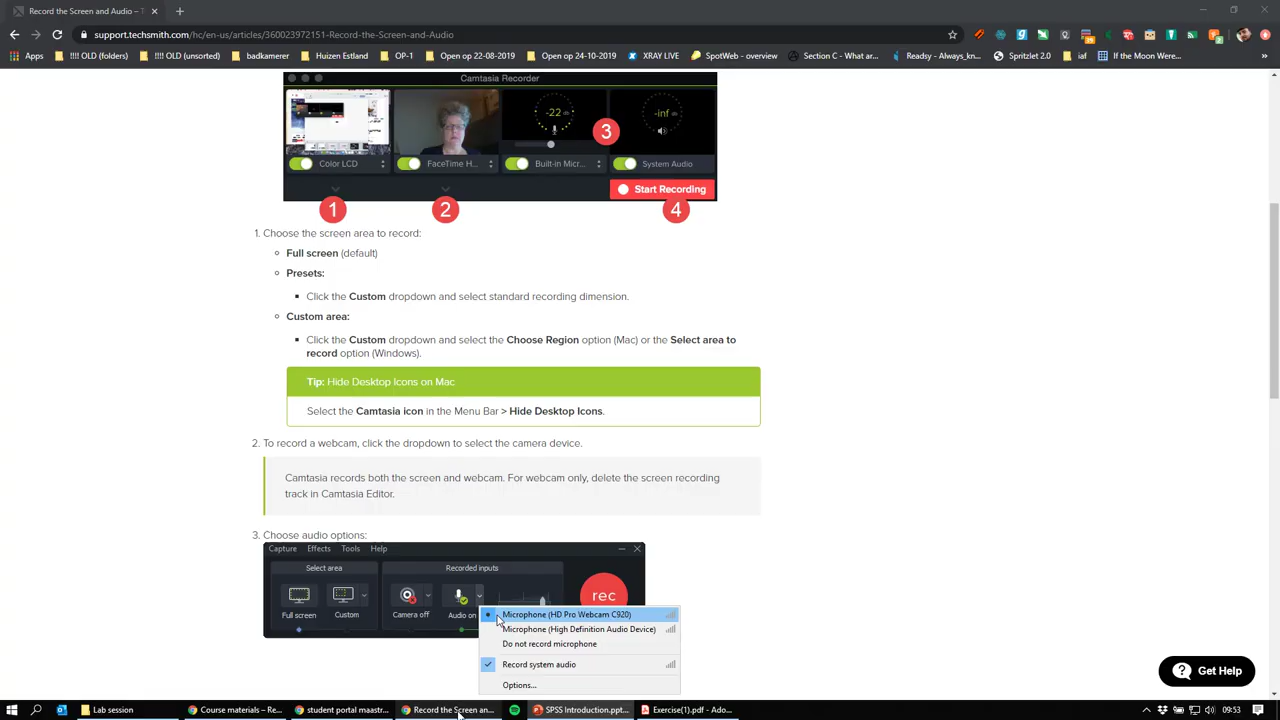 Record the Screen and Audio – T
support.techsmith.com/hc/en-us/articles/360023972151-Record-the-Screen-and-Audio
Apps
!!!! OLD (folders)
!!!! OLD (unsorted)
badkamerer
Huizen Estland
OP-1
Open op 22-08-2019
Open op 24-10-2019
XRAY LIVE
SpotWeb - overview
Section C - What ar...
Readsy - Always_kn...
Spritzlet 2.0
iaf
If the Moon Were...
Camtasia Recorder
-22 db
-inf db
3
Color LCD
FaceTime H...
Built-in Micr...
System Audio
Start Recording
1
2
4
1. Choose the screen area to record:
Full screen (default)
Presets:
Click the Custom dropdown and select standard recording dimension.
Custom area:
Click the Custom dropdown and select the Choose Region option (Mac) or the Select area to
record option (Windows).
Tip: Hide Desktop Icons on Mac
Select the Camtasia icon in the Menu Bar > Hide Desktop Icons.
2. To record a webcam, click the dropdown to select the camera device.
Camtasia records both the screen and webcam. For webcam only, delete the screen recording
track in Camtasia Editor.
3. Choose audio options:
Capture Effects Tools Help
Select area
Recorded inputs
Full screen
Custom
Camera off
Audio on
rec
Microphone (HD Pro Webcam C920)
Microphone (High Definition Audio Device)
Do not record microphone
Record system audio
Options...
Get Help
Lab session
Course materials – Re...
student portal maastr...
Record the Screen an...
SPSS Introduction.ppt...
Exercise(1).pdf - Ado...
09:53